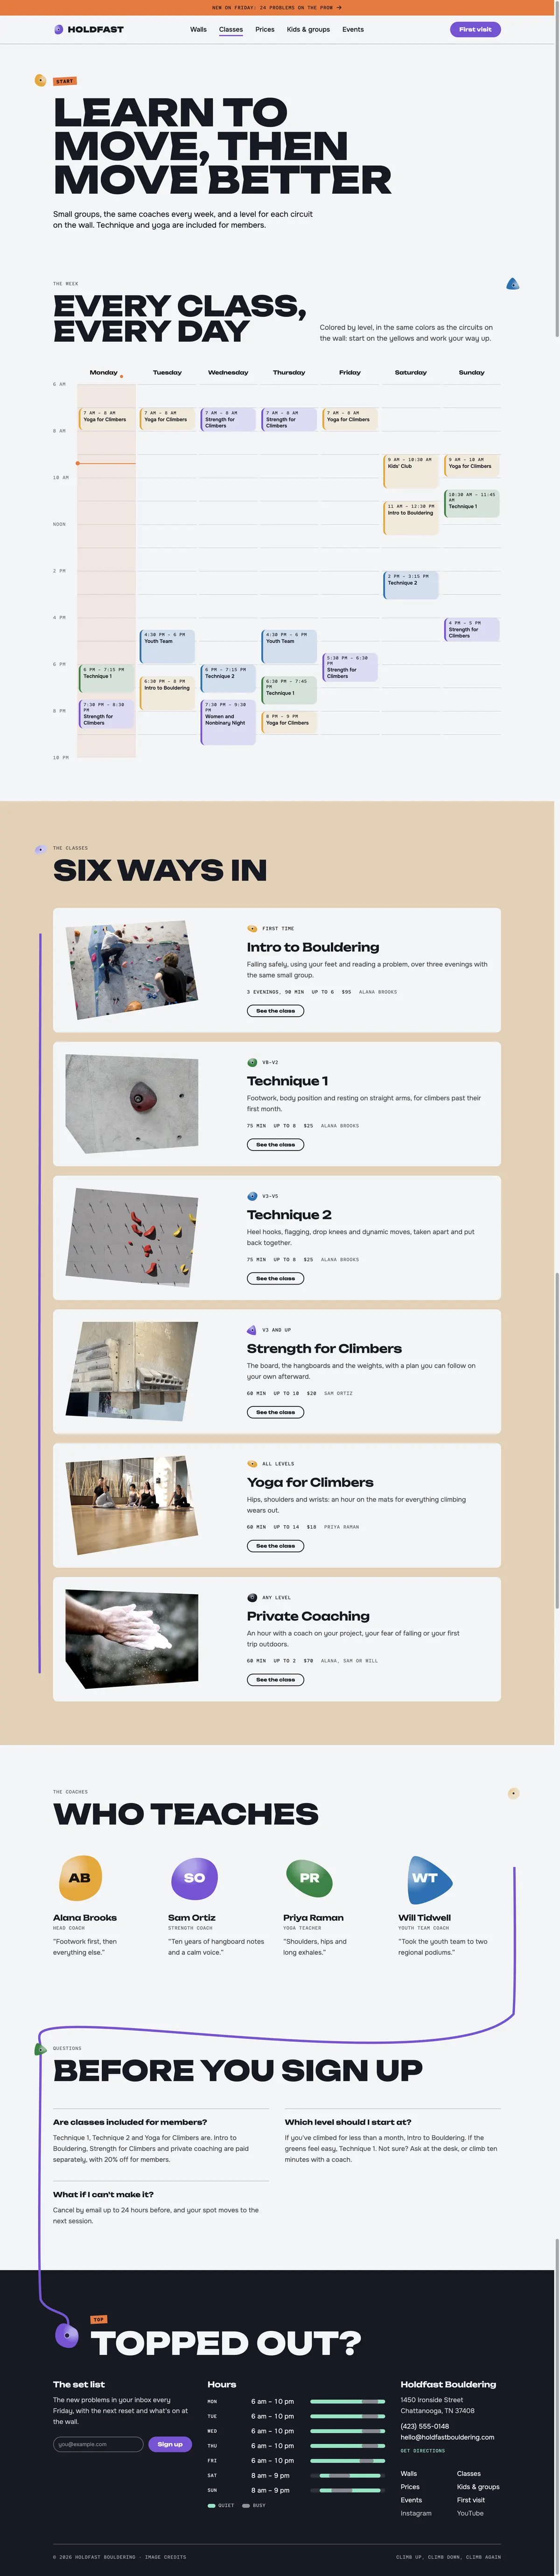 NEW ON FRIDAY: 24 PROBLEMS ON THE PROW →
HOLDFAST
Walls
Classes
Prices
Kids & groups
Events
First visit
START
LEARN TO
MOVE, THEN
MOVE BETTER
Small groups, the same coaches every week, and a level for each circuit
on the wall. Technique and yoga are included for members.
THE WEEK
EVERY CLASS,
EVERY DAY
Colored by level, in the same colors as the circuits on
the wall: start on the yellows and work your way up.
Monday
Tuesday
Wednesday
Thursday
Friday
Saturday
Sunday
6 AM
8 AM
10 AM
NOON
2 PM
4 PM
6 PM
8 PM
10 PM
7 AM – 8 AM
Yoga for Climbers
6 PM – 7:15 PM
Technique 1
7:30 PM – 8:30
PM
Strength for
Climbers
7 AM – 8 AM
Yoga for Climbers
4:30 PM – 6 PM
Youth Team
6:30 PM – 8 PM
Intro to Bouldering
7 AM – 8 AM
Strength for
Climbers
6 PM – 7:15 PM
Technique 2
7:30 PM – 9:30
PM
Women and
Nonbinary Night
7 AM – 8 AM
Strength for
Climbers
4:30 PM – 6 PM
Youth Team
6:30 PM – 7:45
PM
Technique 1
8 PM – 9 PM
Yoga for Climbers
7 AM – 8 AM
Yoga for Climbers
5:30 PM – 6:30
PM
Strength for
Climbers
9 AM – 10:30 AM
Kids' Club
11 AM – 12:30 PM
Intro to Bouldering
2 PM – 3:15 PM
Technique 2
9 AM – 10 AM
Yoga for Climbers
10:30 AM – 11:45
AM
Technique 1
4 PM – 5 PM
Strength for
Climbers
THE CLASSES
SIX WAYS IN
FIRST TIME
Intro to Bouldering
Falling safely, using your feet and reading a problem, over three evenings with
the same small group.
3 EVENINGS, 90 MIN UP TO 6 $95 ALANA BROOKS
See the class
VB–V2
Technique 1
Footwork, body position and resting on straight arms, for climbers past their
first month.
75 MIN UP TO 8 $25 ALANA BROOKS
See the class
V3–V5
Technique 2
Heel hooks, flagging, drop knees and dynamic moves, taken apart and put
back together.
75 MIN UP TO 8 $25 ALANA BROOKS
See the class
V3 AND UP
Strength for Climbers
The board, the hangboards and the weights, with a plan you can follow on
your own afterward.
60 MIN UP TO 10 $20 SAM ORTIZ
See the class
ALL LEVELS
Yoga for Climbers
Hips, shoulders and wrists: an hour on the mats for everything climbing
wears out.
60 MIN UP TO 14 $18 PRIYA RAMAN
See the class
ANY LEVEL
Private Coaching
An hour with a coach on your project, your fear of falling or your first
trip outdoors.
60 MIN UP TO 2 $70 ALANA, SAM OR WILL
See the class
THE COACHES
WHO TEACHES
AB
Alana Brooks
HEAD COACH
“Footwork first, then
everything else.”
SO
Sam Ortiz
STRENGTH COACH
“Ten years of hangboard notes
and a calm voice.”
PR
Priya Raman
YOGA TEACHER
“Shoulders, hips and
long exhales.”
WT
Will Tidwell
YOUTH TEAM COACH
“Took the youth team to two
regional podiums.”
QUESTIONS
BEFORE YOU SIGN UP
Are classes included for members?
Technique 1, Technique 2 and Yoga for Climbers are. Intro to
Bouldering, Strength for Climbers and private coaching are paid
separately, with 20% off for members.
Which level should I start at?
If you've climbed for less than a month, Intro to Bouldering. If the
greens feel easy, Technique 1. Not sure? Ask at the desk, or climb ten
minutes with a coach.
What if I can't make it?
Cancel by email up to 24 hours before, and your spot moves to the
next session.
TOP
TOPPED OUT?
The set list
The new problems in your inbox every
Friday, with the next reset and what's on at
the wall.
you@example.com
Sign up
Hours
MON 6 am – 10 pm
TUE 6 am – 10 pm
WED 6 am – 10 pm
THU 6 am – 10 pm
FRI 6 am – 10 pm
SAT 8 am – 9 pm
SUN 8 am – 9 pm
QUIET BUSY
Holdfast Bouldering
1450 Ironside Street
Chattanooga, TN 37408
(423) 555-0148
hello@holdfastbouldering.com
GET DIRECTIONS
Walls
Classes
Prices
Kids & groups
Events
First visit
Instagram
YouTube
© 2026 HOLDFAST BOULDERING · IMAGE CREDITS
CLIMB UP, CLIMB DOWN, CLIMB AGAIN